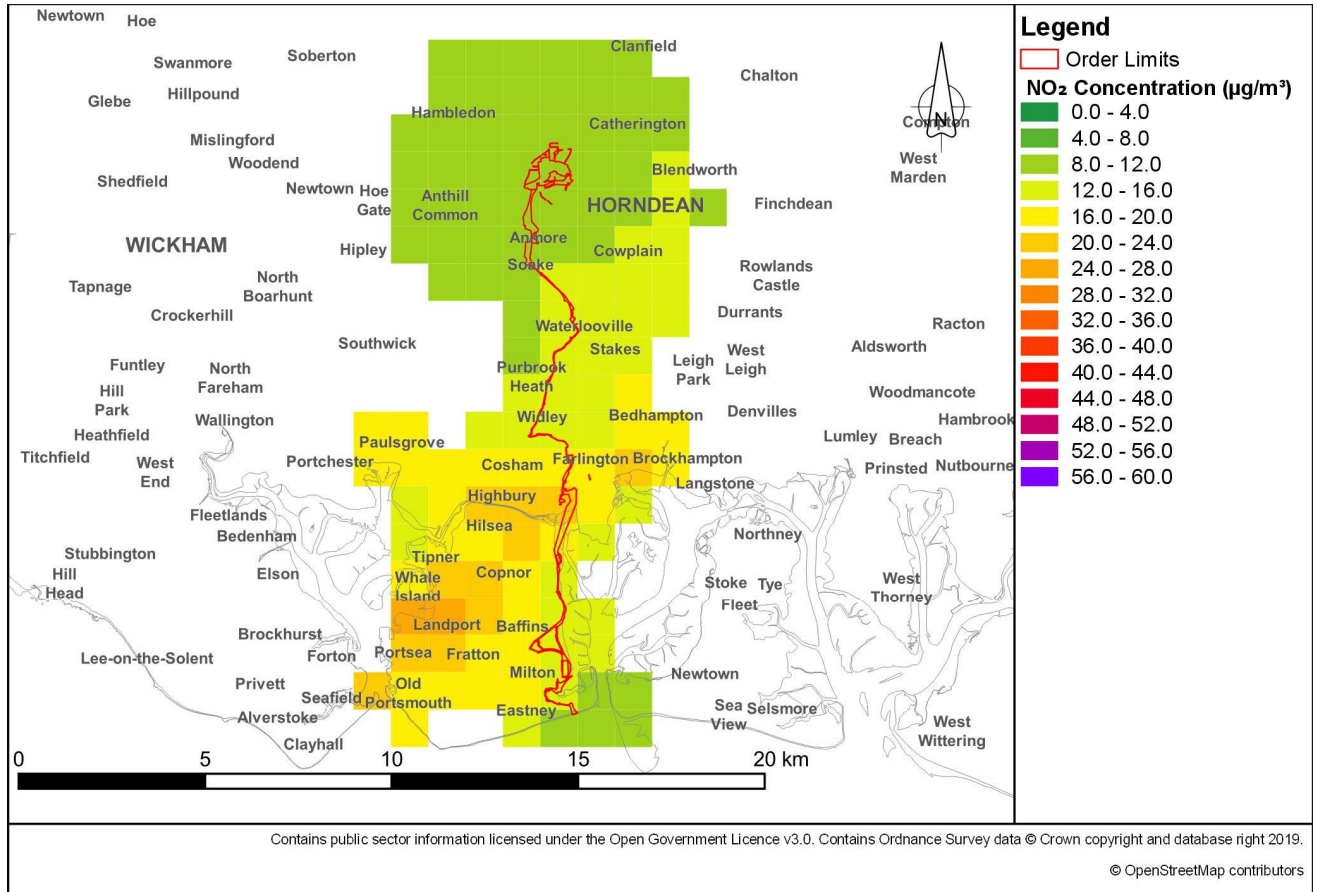 Newtown
Hoe
Clanfield
Soberton
Swanmore
Chalton
Glebe
Hillpound
Hambledon
Catherington
Compton
N
Mislingford
Woodend
West
Marden
Blendworth
Shedfield
Newtown
Hoe
Gate
Anthill
Common
HORNDEAN
Finchdean
WICKHAM
Hipley
Anmore
Cowplain
Soake
Rowlands
Castle
Tapnage
North
Boarhunt
Crockerhill
Durrants
Waterlooville
Racton
Southwick
Stakes
Aldsworth
Leigh
Park
West
Leigh
Funtley
North
Fareham
Purbrook
Heath
Hill
Park
Woodmancote
Wallington
Widley
Bedhampton
Denvilles
Hambrook
Heathfield
Paulsgrove
Lumley
Breach
Titchfield
West
End
Portchester
Cosham
Farlington
Brockhampton
Prinsted
Nutbourne
Langstone
Highbury
Fleetlands
Hilsea
Bedenham
Northney
Stubbington
Tipner
Hill
Head
Elson
Whale
Island
Copnor
Stoke
Tye
West
Thorney
Fleet
Brockhurst
Landport
Baffins
Lee-on-the-Solent
Forton
Portsea
Fratton
Milton
Newtown
Privett
Seafield
Old
Portsmouth
Alverstoke
Eastney
Sea
View
Selsmore
Clayhall
West
Wittering
0
5
10
15
20 km
Legend
Order Limits
NO₂ Concentration (µg/m³)
0.0 - 4.0
4.0 - 8.0
8.0 - 12.0
12.0 - 16.0
16.0 - 20.0
20.0 - 24.0
24.0 - 28.0
28.0 - 32.0
32.0 - 36.0
36.0 - 40.0
40.0 - 44.0
44.0 - 48.0
48.0 - 52.0
52.0 - 56.0
56.0 - 60.0
Contains public sector information licensed under the Open Government Licence v3.0. Contains Ordnance Survey data © Crown copyright and database right 2019.
© OpenStreetMap contributors